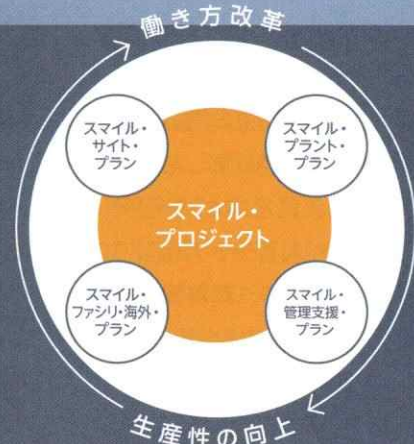 働き方改革
スマイル・
サイト・
プラン
スマイル・
プラント・
プラン
スマイル・
プロジェクト
スマイル・
ファシリ・海外・
プラン
スマイル・
管理支援・
プラン
生産性の向上